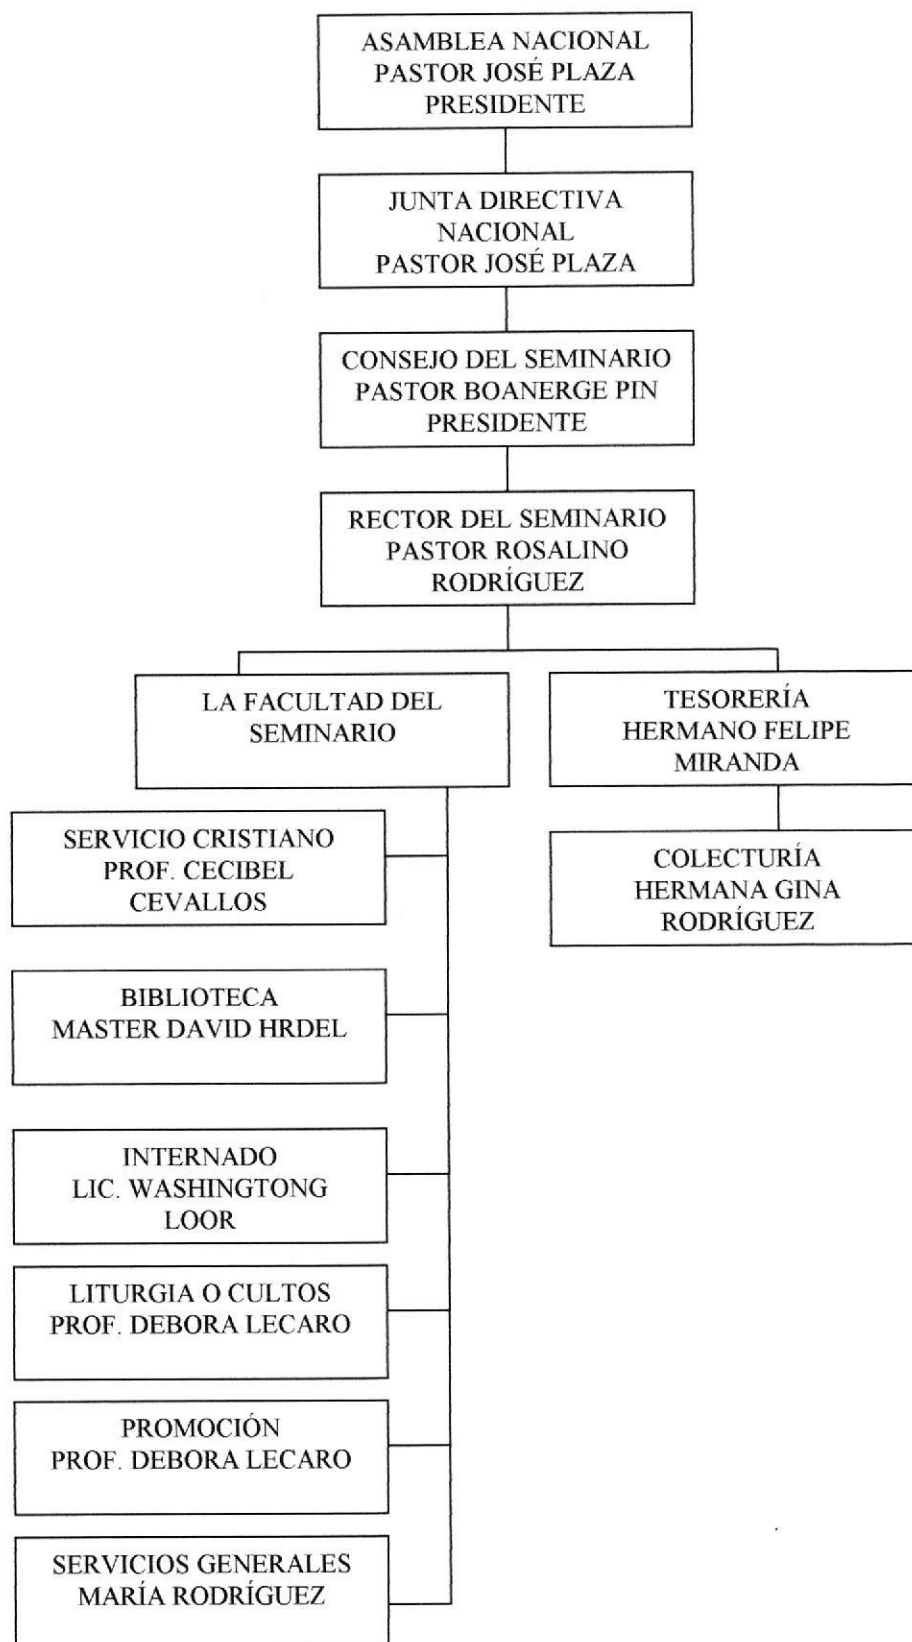 ASAMBLEA NACIONAL
PASTOR JOSÉ PLAZA
PRESIDENTE
JUNTA DIRECTIVA
NACIONAL
PASTOR JOSÉ PLAZA
CONSEJO DEL SEMINARIO
PASTOR BOANERGE PIN
PRESIDENTE
RECTOR DEL SEMINARIO
PASTOR ROSALINO
RODRÍGUEZ
LA FACULTAD DEL
SEMINARIO
TESORERÍA
HERMANO FELIPE
MIRANDA
SERVICIO CRISTIANO
PROF. CECIBEL
CEVALLOS
COLECTURÍA
HERMANA GINA
RODRÍGUEZ
BIBLIOTECA
MASTER DAVID HRDEL
INTERNADO
LIC. WASHINGTONG
LOOR
LITURGIA O CULTOS
PROF. DEBORA LECARO
PROMOCIÓN
PROF. DEBORA LECARO
SERVICIOS GENERALES
MARÍA RODRÍGUEZ